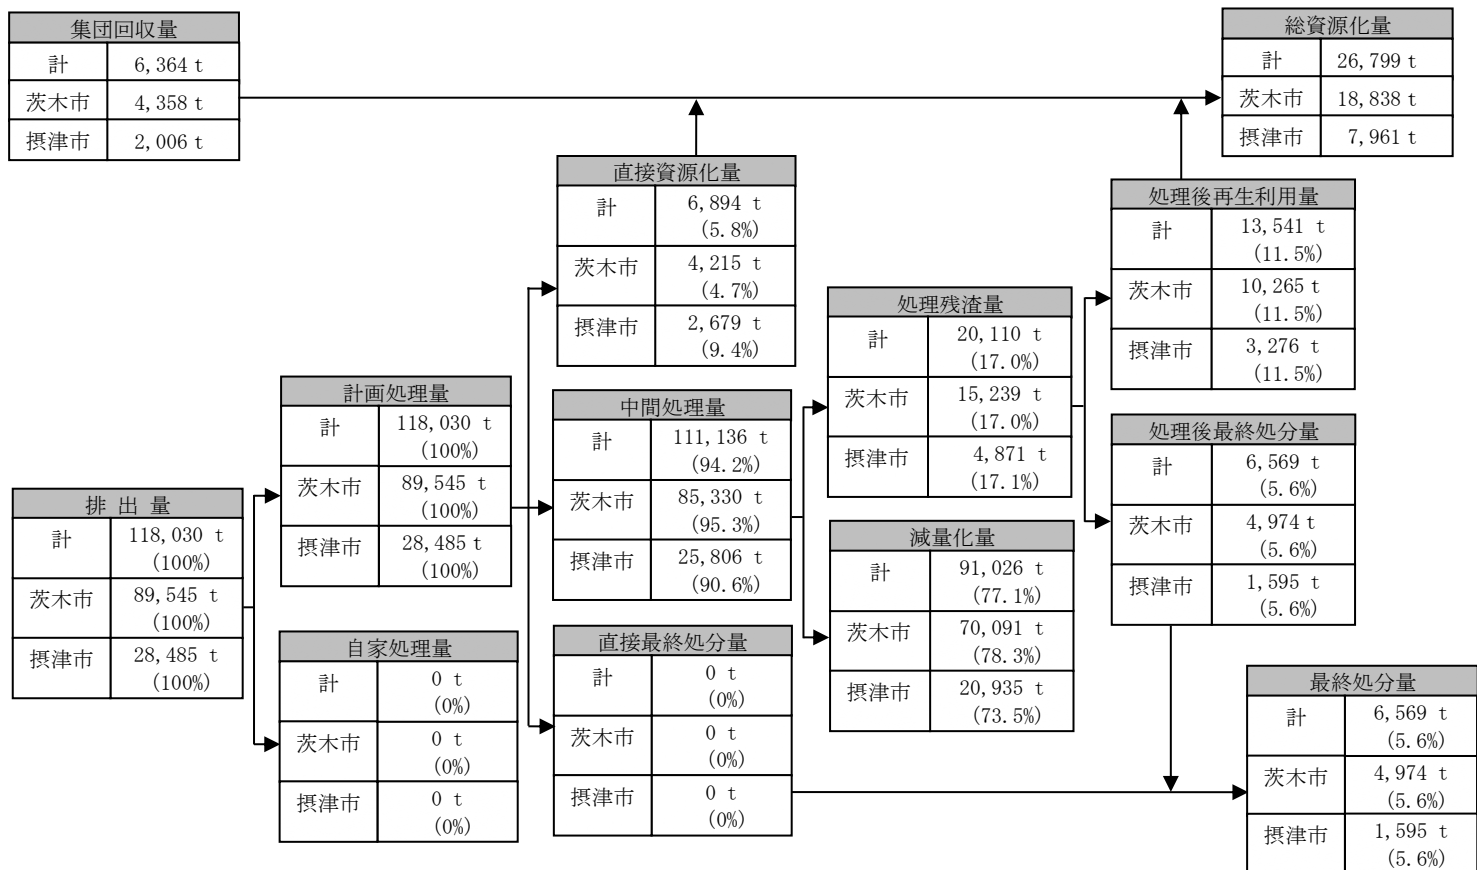 集団回収量
計 6,364 t
茨木市 4,358 t
摂津市 2,006 t
総資源化量
計 26,799 t
茨木市 18,838 t
摂津市 7,961 t
直接資源化量
計 6,894 t
(5.8%)
茨木市 4,215 t
(4.7%)
摂津市 2,679 t
(9.4%)
処理後再生利用量
計 13,541 t
(11.5%)
茨木市 10,265 t
(11.5%)
摂津市 3,276 t
(11.5%)
処理残渣量
計 20,110 t
(17.0%)
茨木市 15,239 t
(17.0%)
摂津市 4,871 t
(17.1%)
計画処理量
計 118,030 t
(100%)
茨木市 89,545 t
(100%)
摂津市 28,485 t
(100%)
中間処理量
計 111,136 t
(94.2%)
茨木市 85,330 t
(95.3%)
摂津市 25,806 t
(90.6%)
処理後最終処分量
計 6,569 t
(5.6%)
茨木市 4,974 t
(5.6%)
摂津市 1,595 t
(5.6%)
排 出 量
計 118,030 t
(100%)
茨木市 89,545 t
(100%)
摂津市 28,485 t
(100%)
減量化量
計 91,026 t
(77.1%)
茨木市 70,091 t
(78.3%)
摂津市 20,935 t
(73.5%)
自家処理量
計 0 t
(0%)
茨木市 0 t
(0%)
摂津市 0 t
(0%)
直接最終処分量
計 0 t
(0%)
茨木市 0 t
(0%)
摂津市 0 t
(0%)
最終処分量
計 6,569 t
(5.6%)
茨木市 4,974 t
(5.6%)
摂津市 1,595 t
(5.6%)